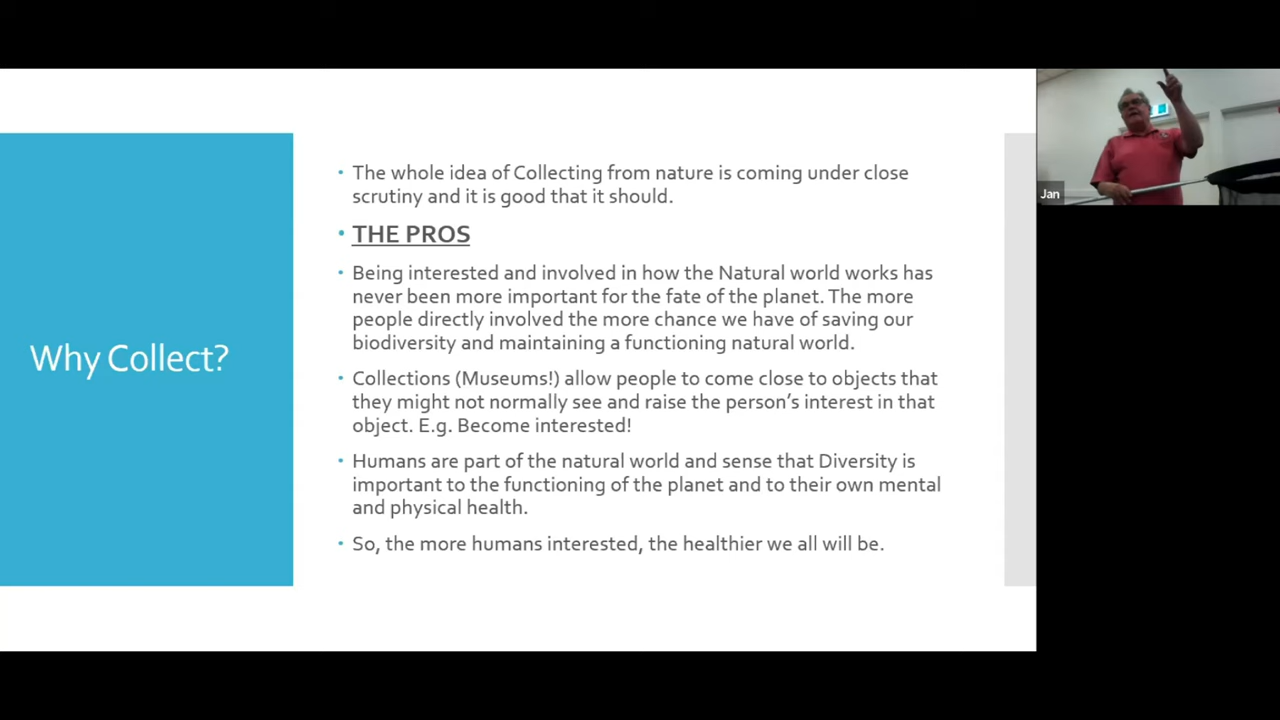 Why Collect?
• The whole idea of Collecting from nature is coming under close
scrutiny and it is good that it should.
• THE PROS
• Being interested and involved in how the Natural world works has
never been more important for the fate of the planet. The more
people directly involved the more chance we have of saving our
biodiversity and maintaining a functioning natural world.
• Collections (Museums!) allow people to come close to objects that
they might not normally see and raise the person's interest in that
object. E.g. Become interested!
• Humans are part of the natural world and sense that Diversity is
important to the functioning of the planet and to their own mental
and physical health.
• So, the more humans interested, the healthier we all will be.
Jan